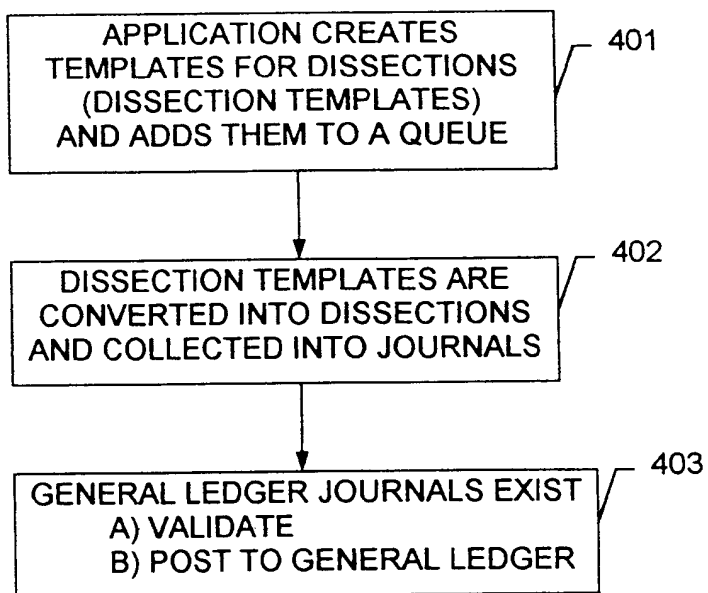 APPLICATION CREATES
TEMPLATES FOR DISSECTIONS
(DISSECTION TEMPLATES)
AND ADDS THEM TO A QUEUE
401
DISSECTION TEMPLATES ARE
CONVERTED INTO DISSECTIONS
AND COLLECTED INTO JOURNALS
402
GENERAL LEDGER JOURNALS EXIST
A) VALIDATE
B) POST TO GENERAL LEDGER
403